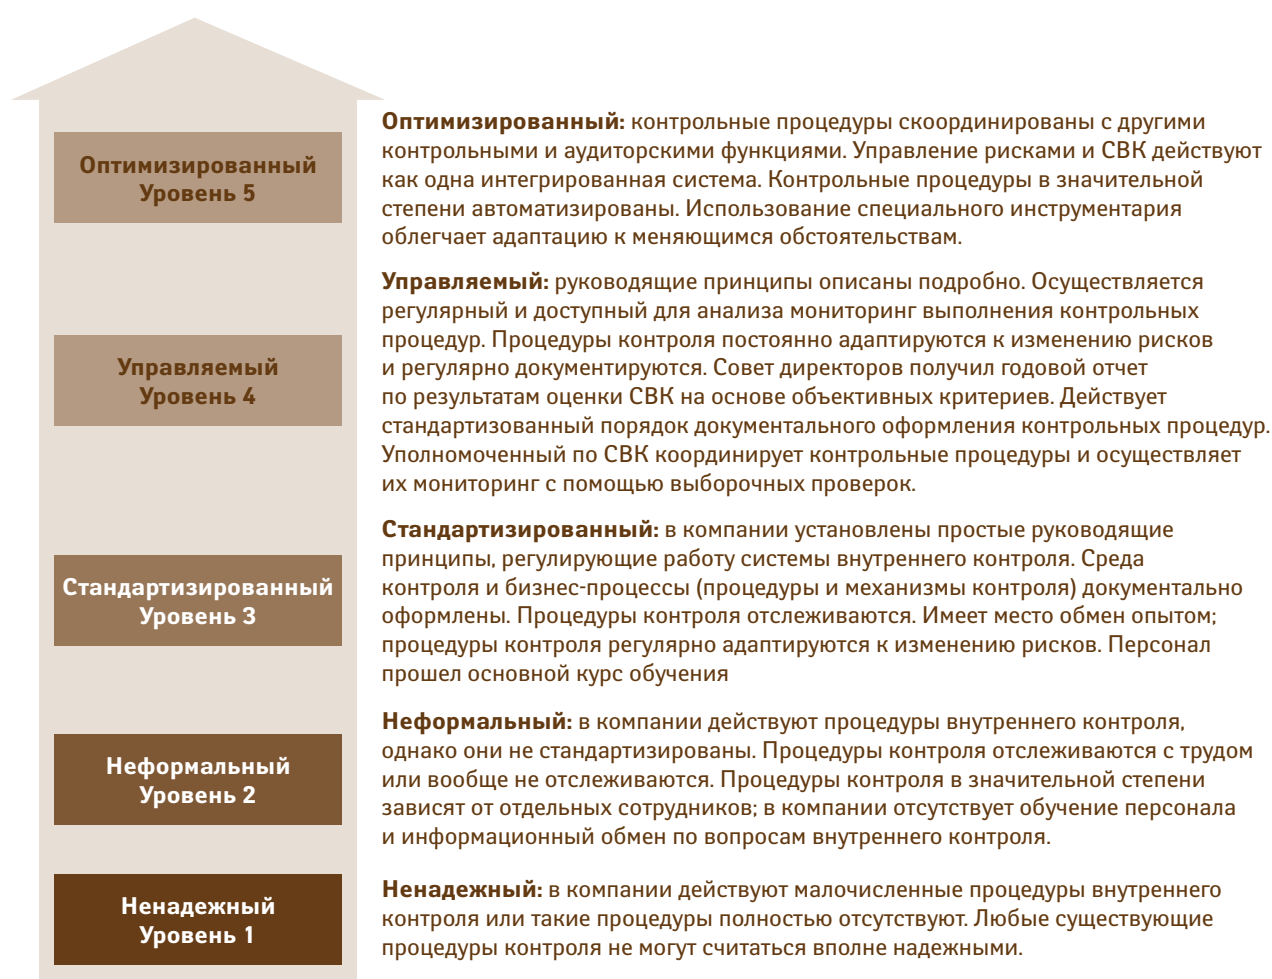 Оптимизированный
Уровень 5
Оптимизированный: контрольные процедуры скоординированы с другими
контрольными и аудиторскими функциями. Управление рисками и СВК действуют
как одна интегрированная система. Контрольные процедуры в значительной
степени автоматизированы. Использование специального инструментария
облегчает адаптацию к меняющимся обстоятельствам.
Управляемый
Уровень 4
Управляемый: руководящие принципы описаны подробно. Осуществляется
регулярный и доступный для анализа мониторинг выполнения контрольных
процедур. Процедуры контроля постоянно адаптируются к изменению рисков
и регулярно документируются. Совет директоров получил годовой отчет
по результатам оценки СВК на основе объективных критериев. Действует
стандартизованный порядок документального оформления контрольных процедур.
Уполномоченный по СВК координирует контрольные процедуры и осуществляет
их мониторинг с помощью выборочных проверок.
Стандартизированный
Уровень 3
Стандартизированный: в компании установлены простые руководящие
принципы, регулирующие работу системы внутреннего контроля. Среда
контроля и бизнес-процессы (процедуры и механизмы контроля) документально
оформлены. Процедуры контроля отслеживаются. Имеет место обмен опытом;
процедуры контроля регулярно адаптируются к изменению рисков. Персонал
прошел основной курс обучения
Неформальный
Уровень 2
Неформальный: в компании действуют процедуры внутреннего контроля,
однако они не стандартизированы. Процедуры контроля отслеживаются с трудом
или вообще не отслеживаются. Процедуры контроля в значительной степени
зависят от отдельных сотрудников; в компании отсутствует обучение персонала
и информационный обмен по вопросам внутреннего контроля.
Ненадежный
Уровень 1
Ненадежный: в компании действуют малочисленные процедуры внутреннего
контроля или такие процедуры полностью отсутствуют. Любые существующие
процедуры контроля не могут считаться вполне надежными.